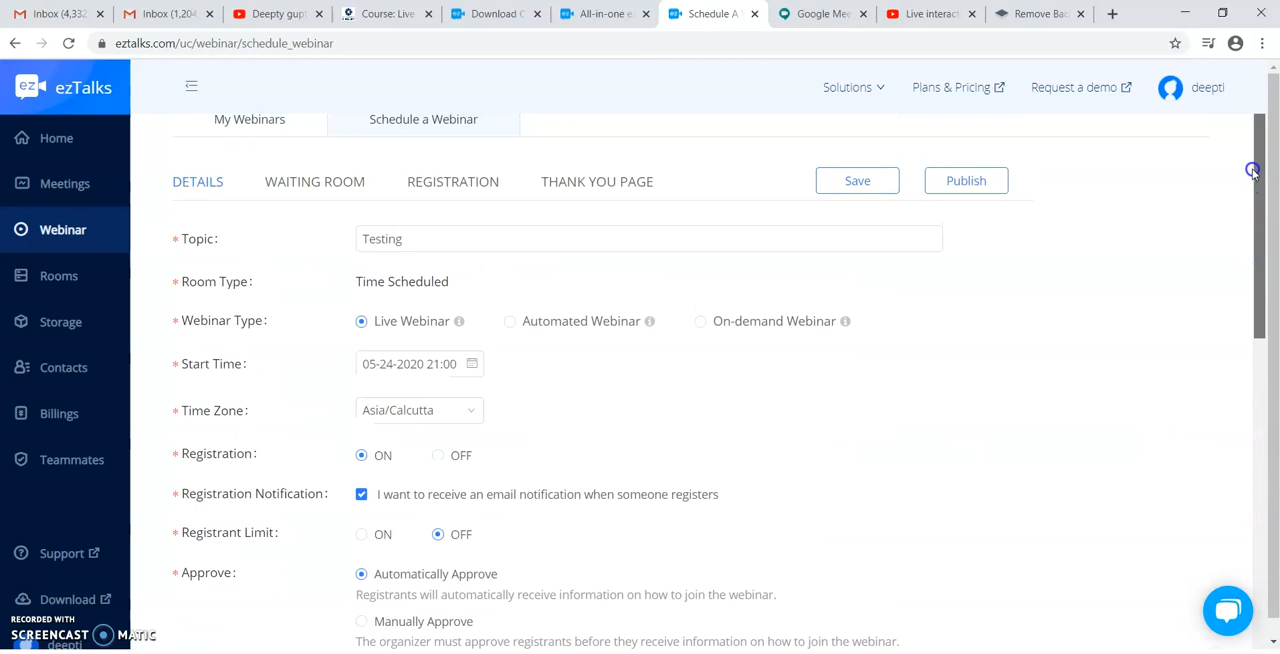 Inbox (4,332
Inbox (1,204
Deepty gup
Course: Live
Download C
All-in-one e
Schedule A
Google Mee
Live interact
Remove Bac
eztalks.com/uc/webinar/schedule_webinar
ez ezTalks
Solutions
Plans & Pricing
Request a demo
deepti
Home
Meetings
Webinar
Rooms
Storage
Contacts
Billings
Teammates
Support
Download
deepti
My Webinars
Schedule a Webinar
DETAILS
WAITING ROOM
REGISTRATION
THANK YOU PAGE
Save
Publish
* Topic: Testing
* Room Type: Time Scheduled
* Webinar Type: Live Webinar Automated Webinar On-demand Webinar
* Start Time: 05-24-2020 21:00
* Time Zone: Asia/Calcutta
* Registration: ON OFF
* Registration Notification: I want to receive an email notification when someone registers
* Registrant Limit: ON OFF
* Approve: Automatically Approve
Registrants will automatically receive information on how to join the webinar.
Manually Approve
The organizer must approve registrants before they receive information on how to join the webinar.
RECORDED WITH
SCREENCAST MATIC